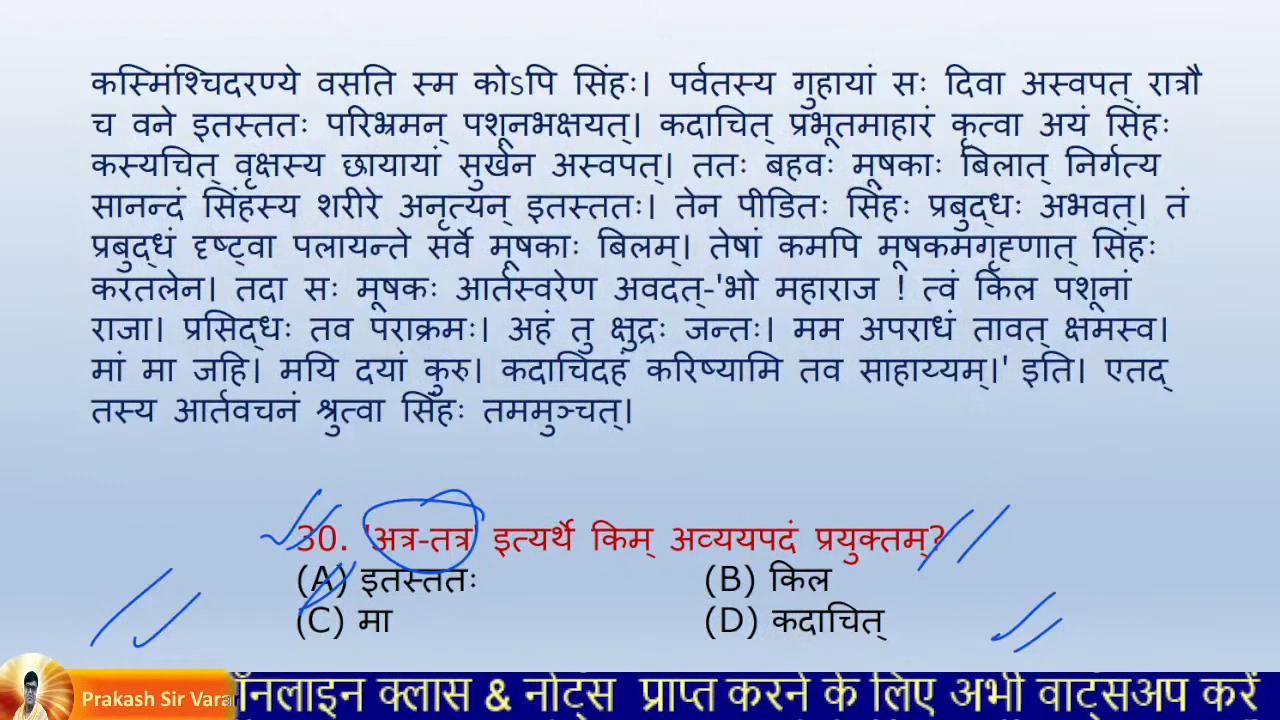 कस्मिंश्चिदरण्ये वसति स्म कोऽपि सिंहः। पर्वतस्य गुहायां सः दिवा अस्वपत् रात्रौ
च वने इतस्ततः परिभ्रमन् पशूनभक्षयत्। कदाचित् प्रभूतमाहारं कृत्वा अयं सिंहः
कस्यचित् वृक्षस्य छायायां सुखेन अस्वपत्। ततः बहवः मूषकाः बिलात् निर्गत्य
सानन्दं सिंहस्य शरीरे अनृत्यन् इतस्ततः। तेन पीडितः सिंहः प्रबुद्धः अभवत्। तं
प्रबुद्धं दृष्ट्वा पलायन्ते सर्वे मूषकाः बिलम्। तेषां कमपि मूषकमगृह्णात् सिंहः
करतलेन। तदा सः मूषकः आर्तस्वरेण अवदत्-'भो महाराज ! त्वं किल पशूनां
राजा। प्रसिद्धः तव पराक्रमः। अहं तु क्षुद्रः जन्तः। मम अपराधं तावत् क्षमस्व।
मां मा जहि। मयि दयां कुरु। कदाचिदहं करिष्यामि तव साहाय्यम्।' इति। एतद्
तस्य आर्तवचनं श्रुत्वा सिंहः तममुञ्चत्।
30. 'अत्र-तत्र' इत्यर्थे किम् अव्ययपदं प्रयुक्तम्?
(A) इतस्ततः (B) किल
(C) मा (D) कदाचित्
Prakash Sir Vara ऑनलाइन क्लास & नोट्स प्राप्त करने के लिए अभी वाट्सअप करें